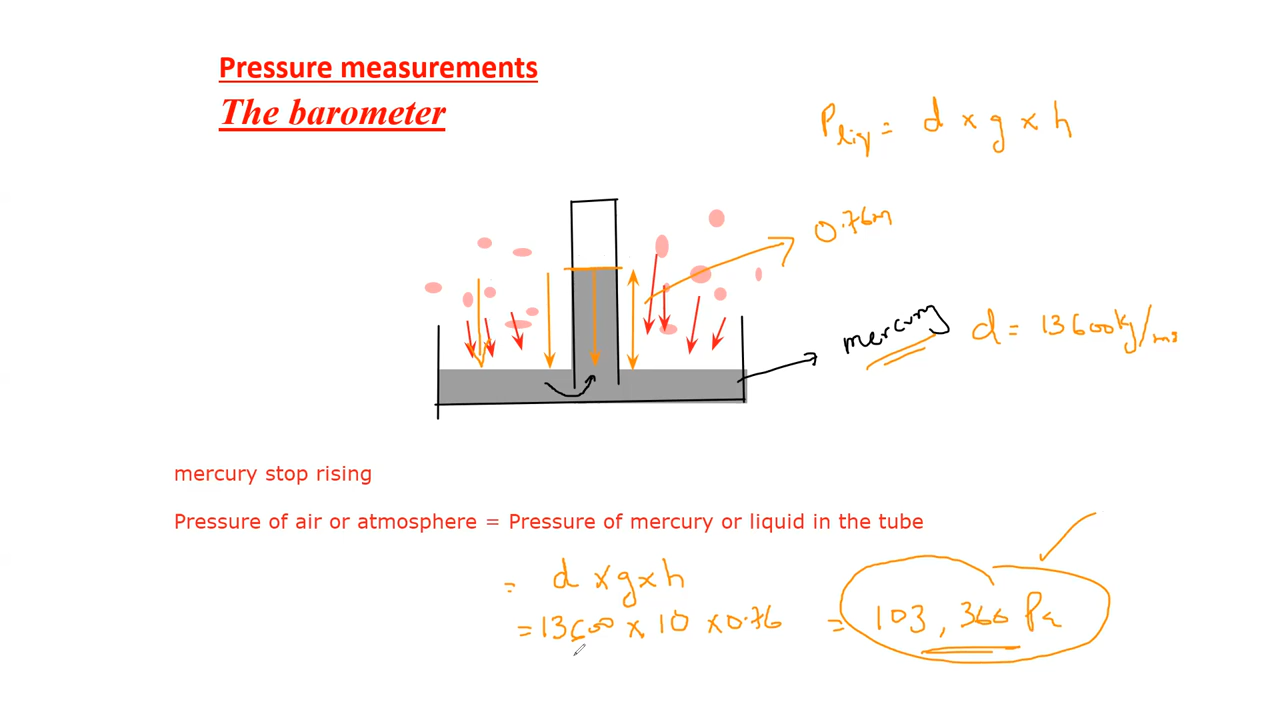 Pressure measurements
The barometer
P liq = d x g x h
0.76m
mercury d = 13600kg/m3
mercury stop rising
Pressure of air or atmosphere = Pressure of mercury or liquid in the tube
= d x g x h
= 13600 x 10 x 0.76 = 103,360 Pa